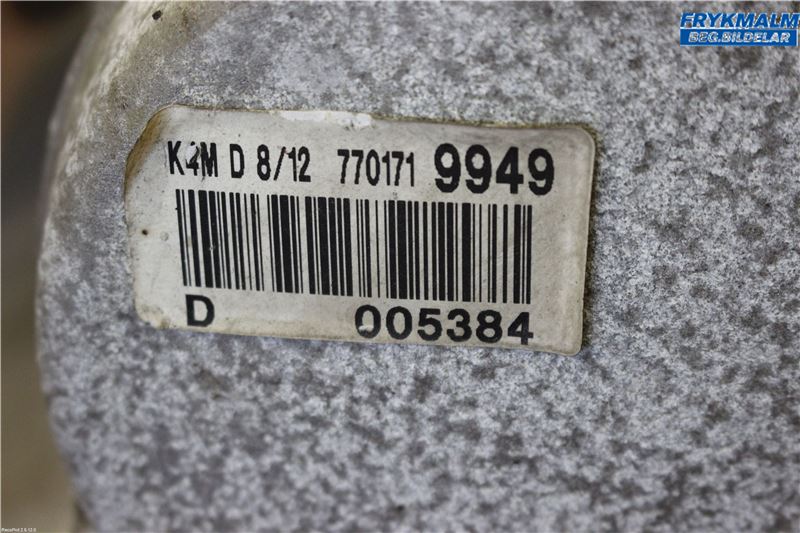 FRYKMALM
BEG.BILDELAR
K4M D 8/12 770171 9949
D 005384